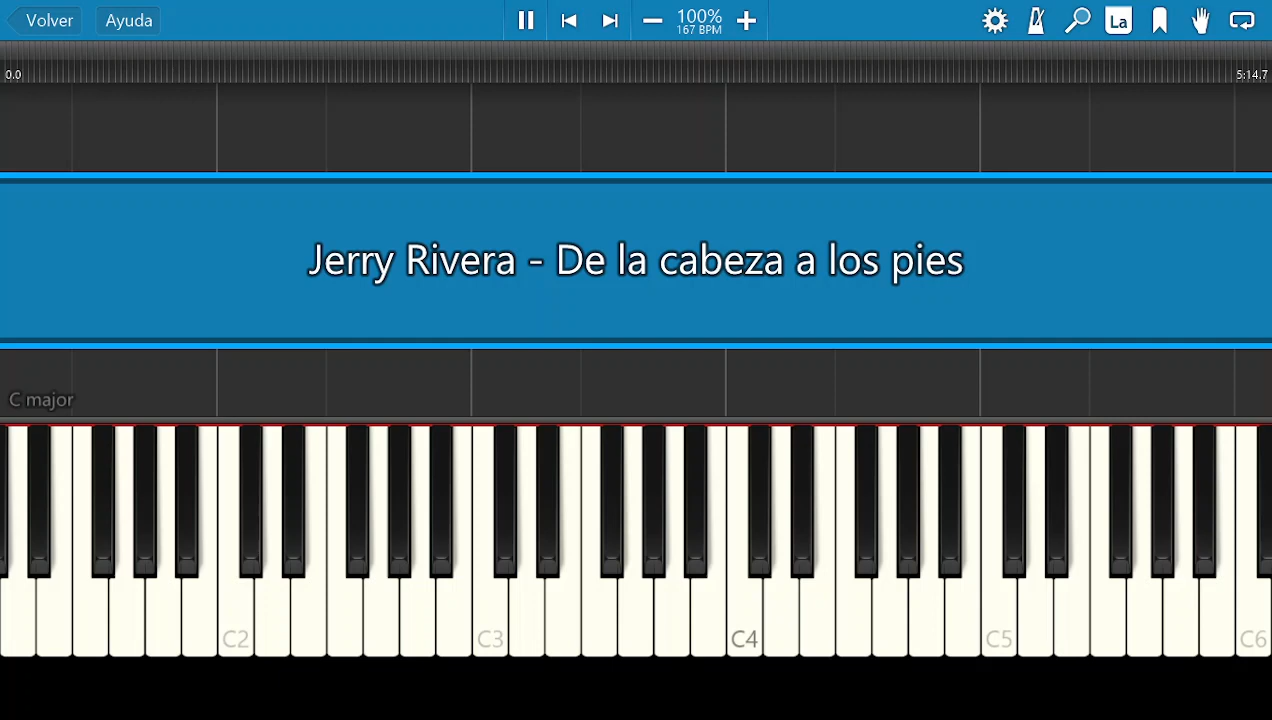 Volver Ayuda 100% La
167 BPM
0.0 5:14.7
Jerry Rivera - De la cabeza a los pies
C major
C2 C3 C4 C5 C6